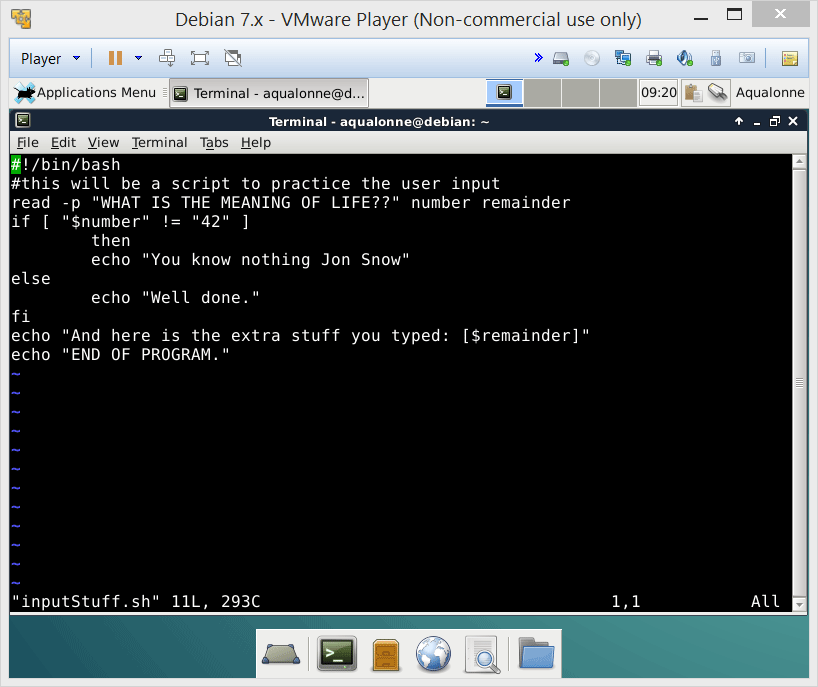 Debian 7.x - VMware Player (Non-commercial use only)
Player
Applications Menu
Terminal - aqualonne@d...
09:20
Aqualonne
Terminal - aqualonne@debian: ~
File Edit View Terminal Tabs Help
#!/bin/bash
#this will be a script to practice the user input
read -p "WHAT IS THE MEANING OF LIFE??" number remainder
if [ "$number" != "42" ]
        then
        echo "You know nothing Jon Snow"
else
        echo "Well done."
fi
echo "And here is the extra stuff you typed: [$remainder]"
echo "END OF PROGRAM."
~
~
~
~
~
~
~
~
~
~
~
~
"inputStuff.sh" 11L, 293C 1,1 All